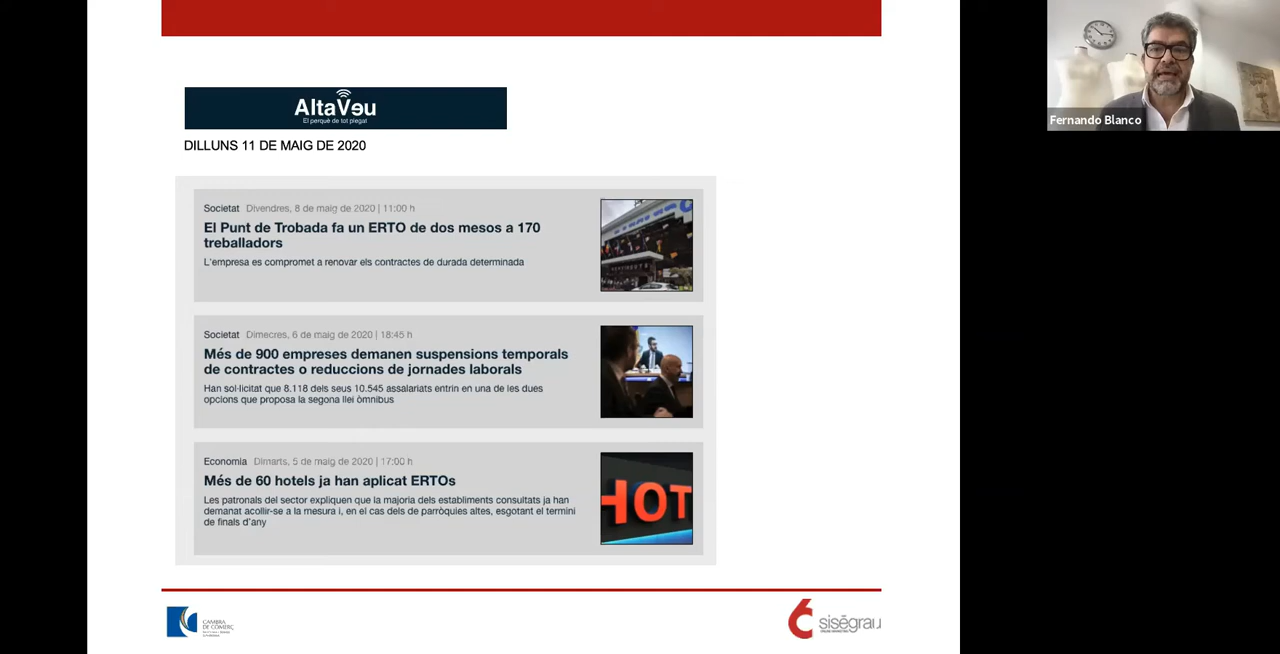 AltaVeu
El perquè de tot plegat
DILLUNS 11 DE MAIG DE 2020
Societat Divendres, 8 de maig de 2020 | 11:00 h
El Punt de Trobada fa un ERTO de dos mesos a 170
treballadors
L'empresa es compromet a renovar els contractes de durada determinada
Societat Dimecres, 6 de maig de 2020 | 18:45 h
Més de 900 empreses demanen suspensions temporals
de contractes o reduccions de jornades laborals
Han sol·licitat que 8.118 dels seus 10.545 assalariats entrin en una de les dues
opcions que proposa la segona llei òmnibus
Economia Dimarts, 5 de maig de 2020 | 17:00 h
Més de 60 hotels ja han aplicat ERTOs
Les patronals del sector expliquen que la majoria dels establiments consultats ja han
demanat acollir-se a la mesura i, en el cas dels de parròquies altes, esgotant el termini
de finals d'any
HOT
CAMBRA
DE COMERÇ
6 sisègrau
ONLINE MARKETING
Fernando Blanco